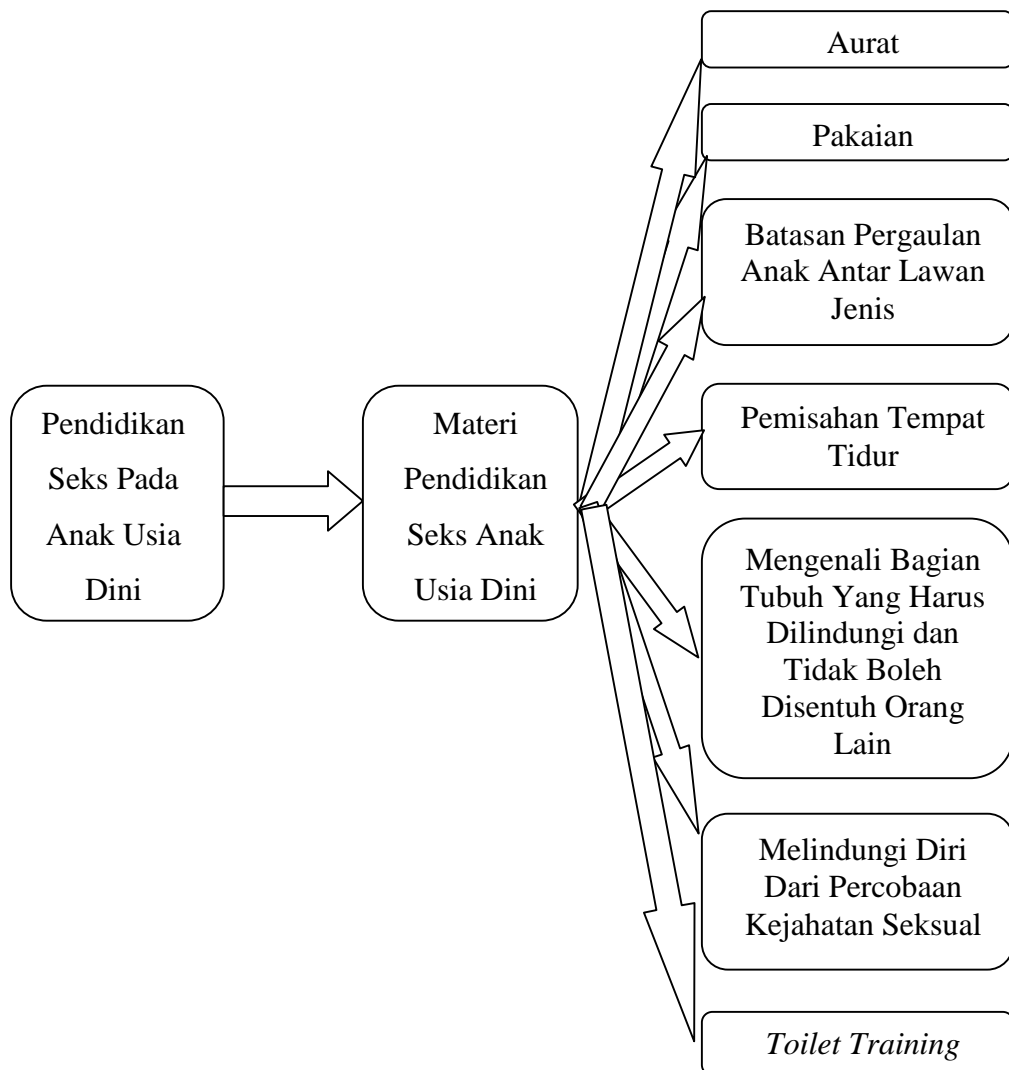 Pendidikan
Seks Pada
Anak Usia
Dini
Materi
Pendidikan
Seks Anak
Usia Dini
Aurat
Pakaian
Batasan Pergaulan
Anak Antar Lawan
Jenis
Pemisahan Tempat
Tidur
Mengenali Bagian
Tubuh Yang Harus
Dilindungi dan
Tidak Boleh
Disentuh Orang
Lain
Melindungi Diri
Dari Percobaan
Kejahatan Seksual
Toilet Training